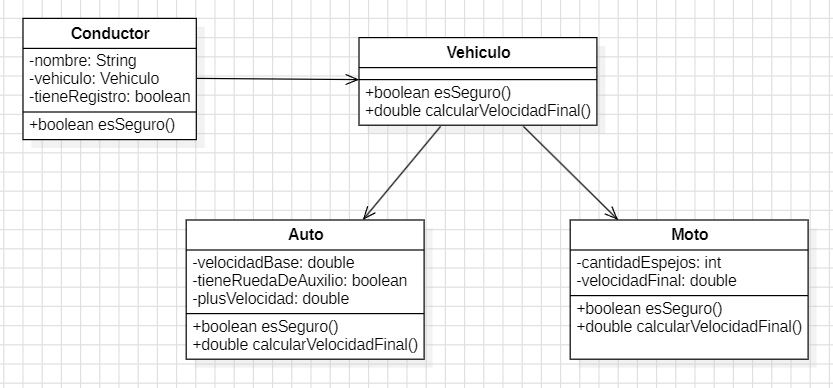 Conductor
-nombre: String
-vehiculo: Vehiculo
-tieneRegistro: boolean
+boolean esSeguro()
Vehiculo
+boolean esSeguro()
+double calcularVelocidadFinal()
Auto
-velocidadBase: double
-tieneRuedaDeAuxilio: boolean
-plusVelocidad: double
+boolean esSeguro()
+double calcularVelocidadFinal()
Moto
-cantidadEspejos: int
-velocidadFinal: double
+boolean esSeguro()
+double calcularVelocidadFinal()